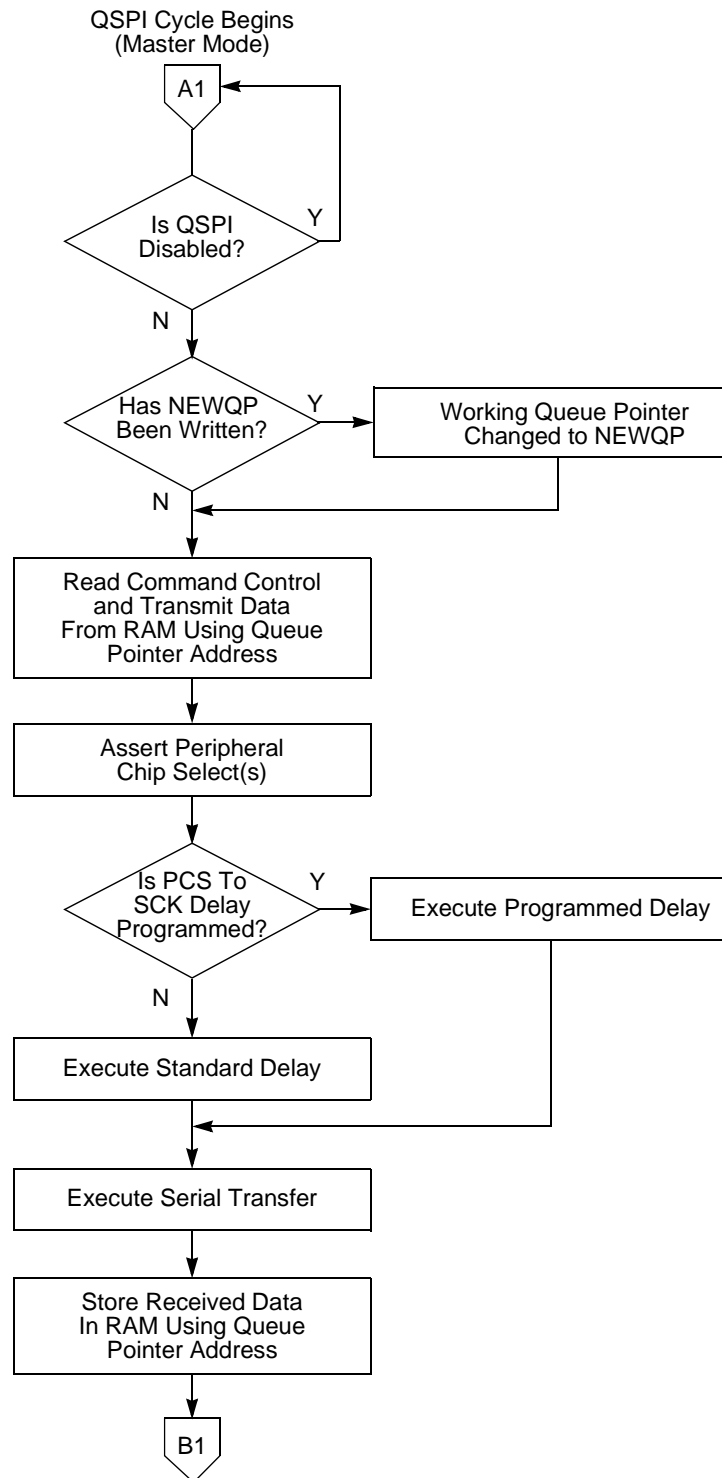 QSPI Cycle Begins
(Master Mode)
A1
Is QSPI
Disabled?
Y
N
Has NEWQP
Been Written?
Y
Working Queue Pointer
Changed to NEWQP
N
Read Command Control
and Transmit Data
From RAM Using Queue
Pointer Address
Assert Peripheral
Chip Select(s)
Is PCS To
SCK Delay
Programmed?
Y
Execute Programmed Delay
N
Execute Standard Delay
Execute Serial Transfer
Store Received Data
In RAM Using Queue
Pointer Address
B1